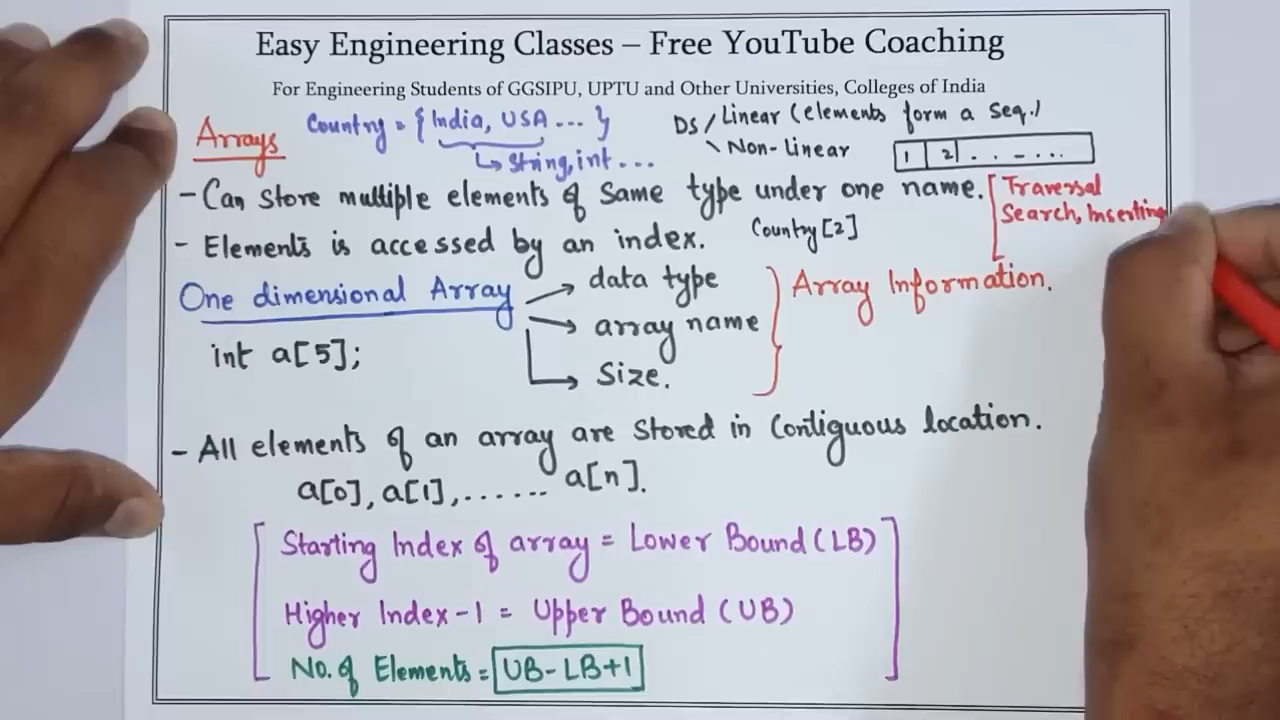 Easy Engineering Classes – Free YouTube Coaching
For Engineering Students of GGSIPU, UPTU and Other Universities, Colleges of India
Arrays
Country = { India, USA ... }
↳ String, int ...
DS / Linear (elements form a Seq.)
\ Non-Linear
1 2 . . - ...
- Can store multiple elements of same type under one name.
[ Traversal
Search, Inserting
- Elements is accessed by an index. Country[2]
One dimensional Array → data type
→ array name
→ Size.
} Array Information.
int a[5];
- All elements of an array are stored in Contiguous location.
a[0], a[1], ...... a[n].
Starting Index of array = Lower Bound (LB)
Higher Index-1 = Upper Bound (UB)
No. of Elements = UB-LB+1